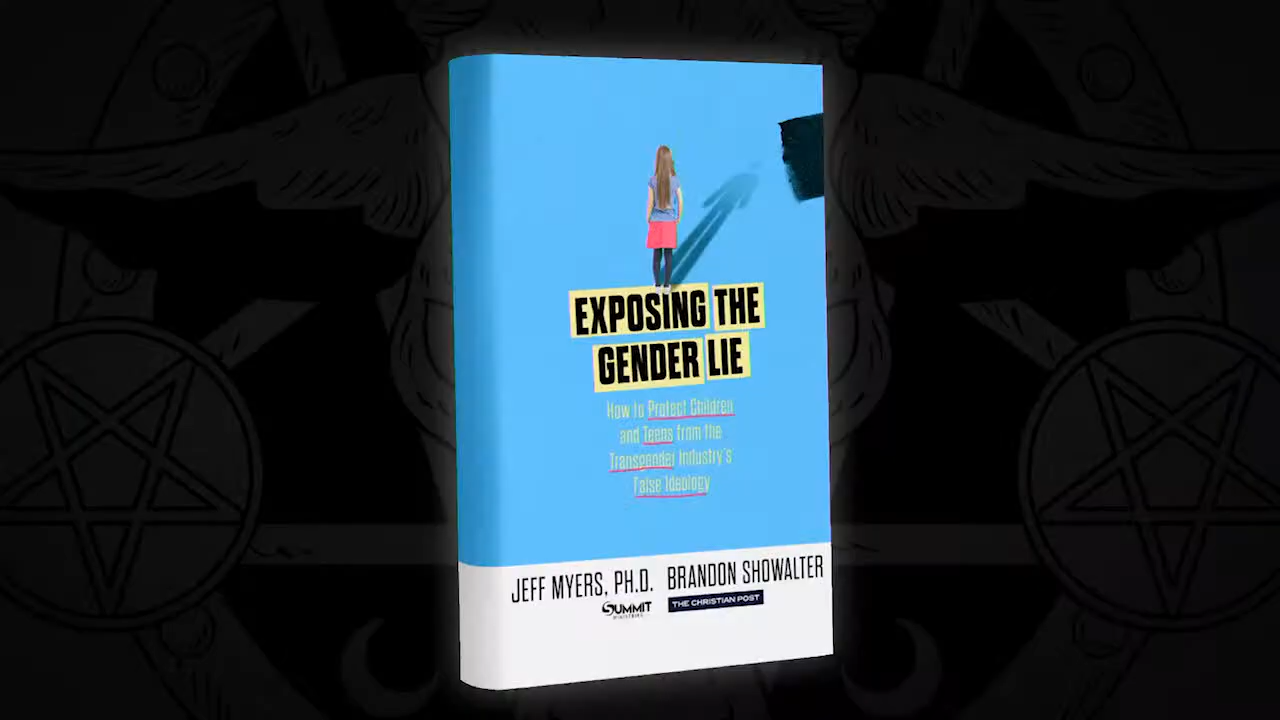 EXPOSING THE
GENDER LIE
How to Protect Children
and Teens from the
Transgender Industry's
False Ideology
JEFF MYERS, PH.D. BRANDON SHOWALTER
SUMMIT MINISTRIES THE CHRISTIAN POST